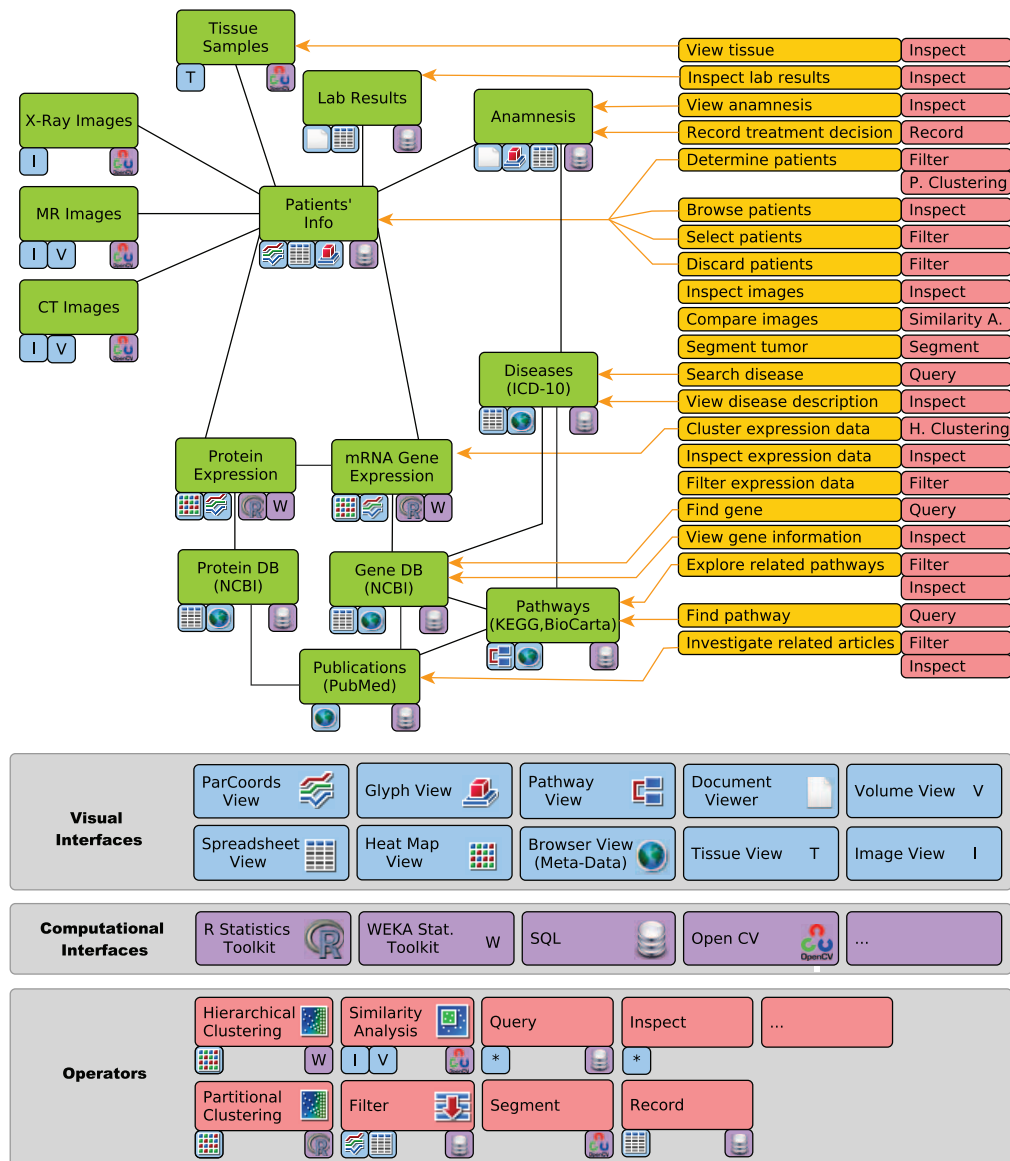 Tissue
Samples
T
OpenCV
Lab Results
X-Ray Images
I
OpenCV
Anamnesis
MR Images
I V
OpenCV
Patients'
Info
CT Images
I V
OpenCV
Diseases
(ICD-10)
Protein
Expression
R W
mRNA Gene
Expression
R W
Protein DB
(NCBI)
Gene DB
(NCBI)
Pathways
(KEGG,BioCarta)
Publications
(PubMed)
View tissue Inspect
Inspect lab results Inspect
View anamnesis Inspect
Record treatment decision Record
Determine patients Filter
P. Clustering
Browse patients Inspect
Select patients Filter
Discard patients Filter
Inspect images Inspect
Compare images Similarity A.
Segment tumor Segment
Search disease Query
View disease description Inspect
Cluster expression data H. Clustering
Inspect expression data Inspect
Filter expression data Filter
Find gene Query
View gene information Inspect
Explore related pathways Filter
Inspect
Find pathway Query
Investigate related articles Filter
Inspect
Visual
Interfaces
ParCoords
View
Glyph View
Pathway
View
Document
Viewer
Volume View V
Spreadsheet
View
Heat Map
View
Browser View
(Meta-Data)
Tissue View T
Image View I
Computational
Interfaces
R Statistics
Toolkit
R
WEKA Stat.
Toolkit W
SQL
Open CV
OpenCV
...
Operators
Hierarchical
Clustering
W
Similarity
Analysis
I V
OpenCV
Query
*
Inspect
*
...
Partitional
Clustering
R
Filter
Segment
OpenCV
Record